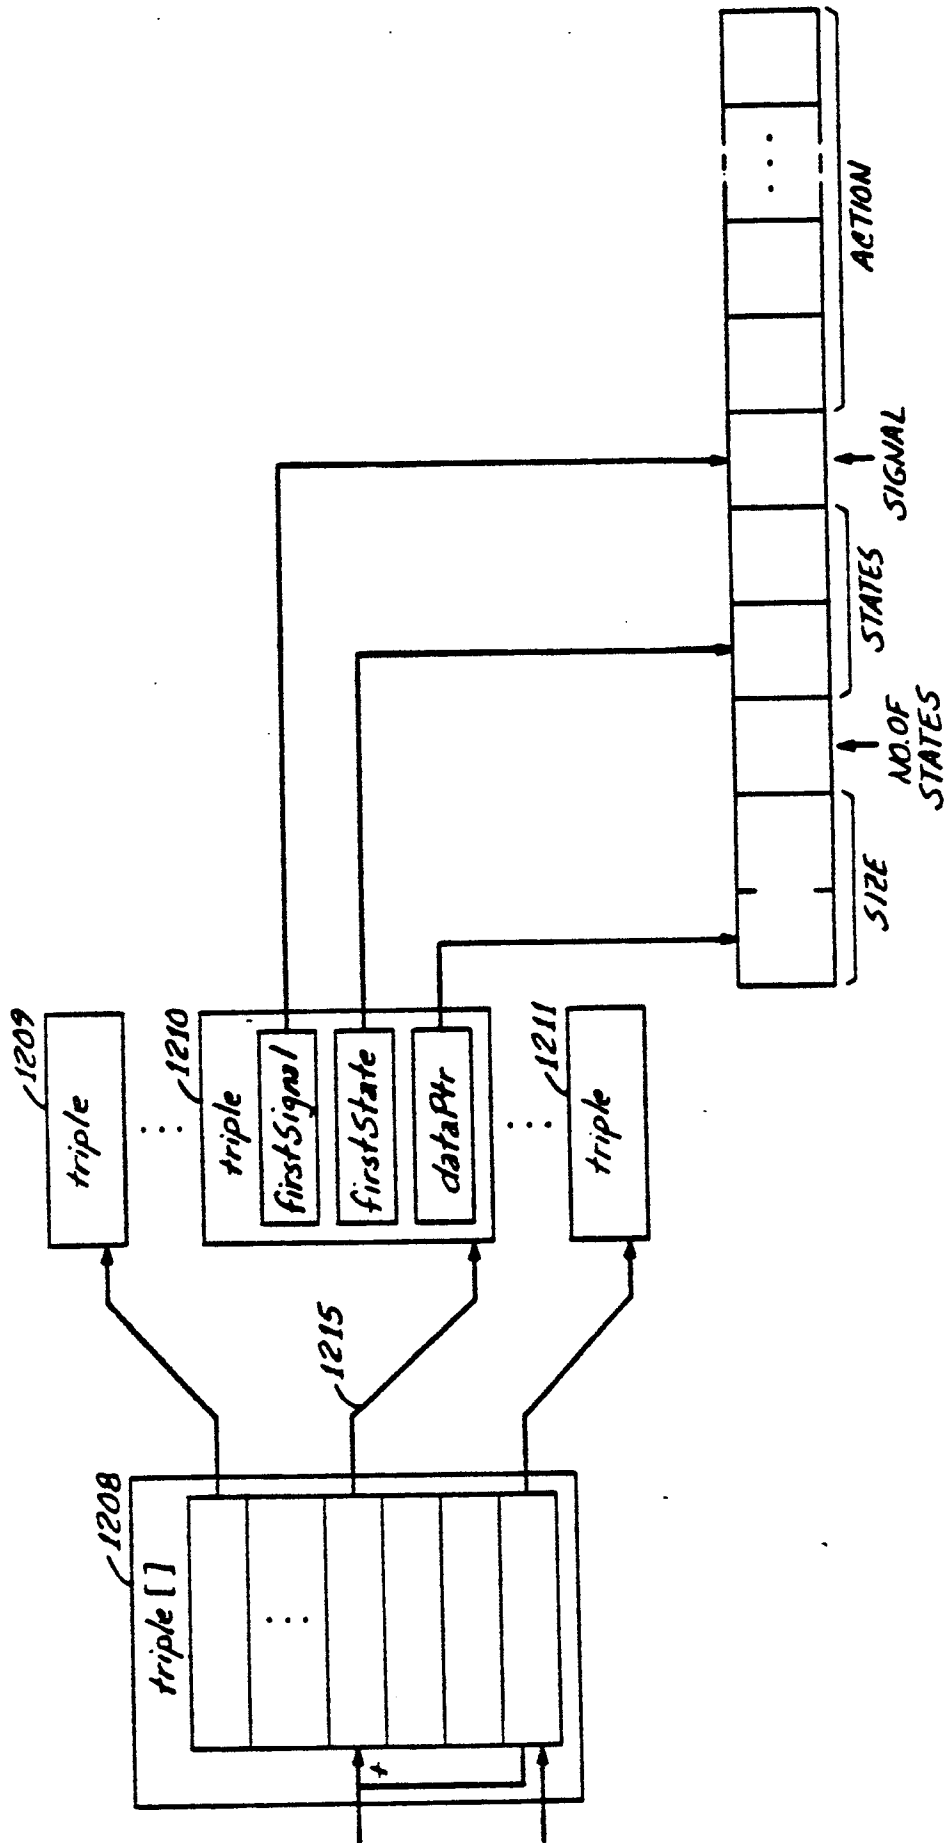 1208
triple []
+
1215
1209
triple
...
1210
triple
firstSignal
firstState
dataPtr
...
1211
triple
...
SIZE
NO. OF
STATES
STATES
SIGNAL
ACTION
...